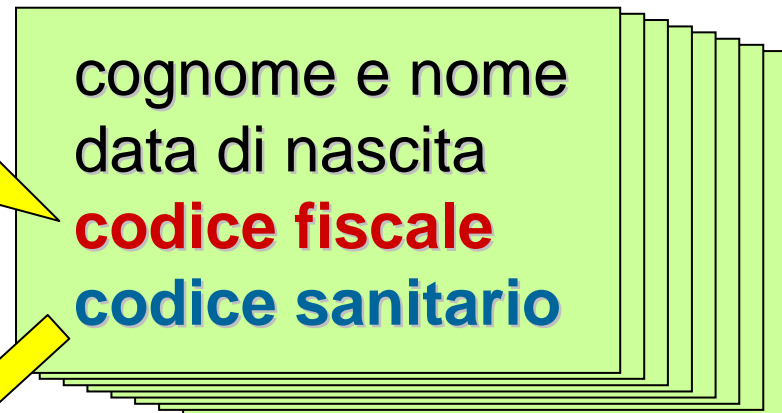 cognome e nome
data di nascita
codice fiscale
codice sanitario